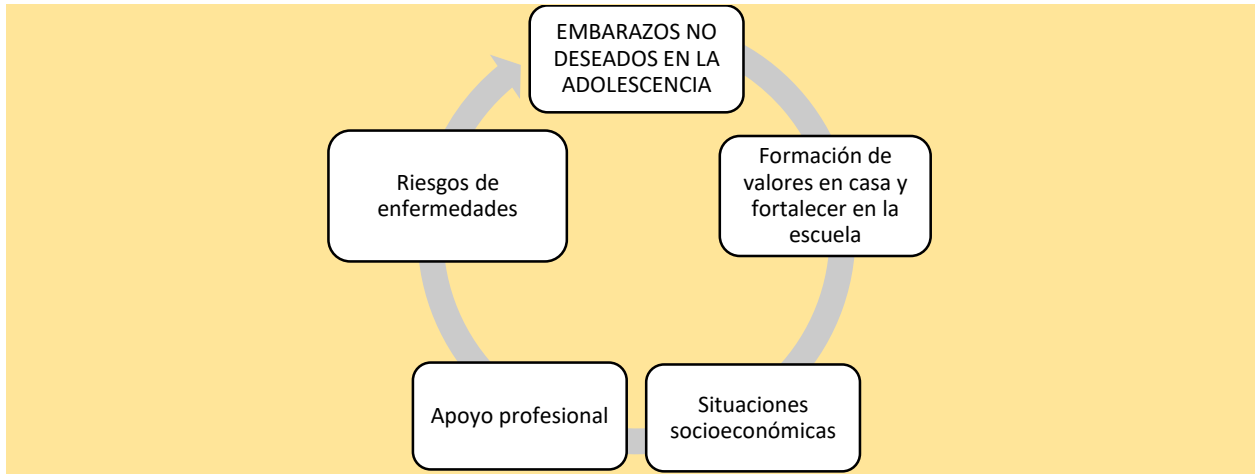 EMBARAZOS NO
DESEADOS EN LA
ADOLESCENCIA
Formación de
valores en casa y
fortalecer en la
escuela
Situaciones
socioeconómicas
Apoyo profesional
Riesgos de
enfermedades